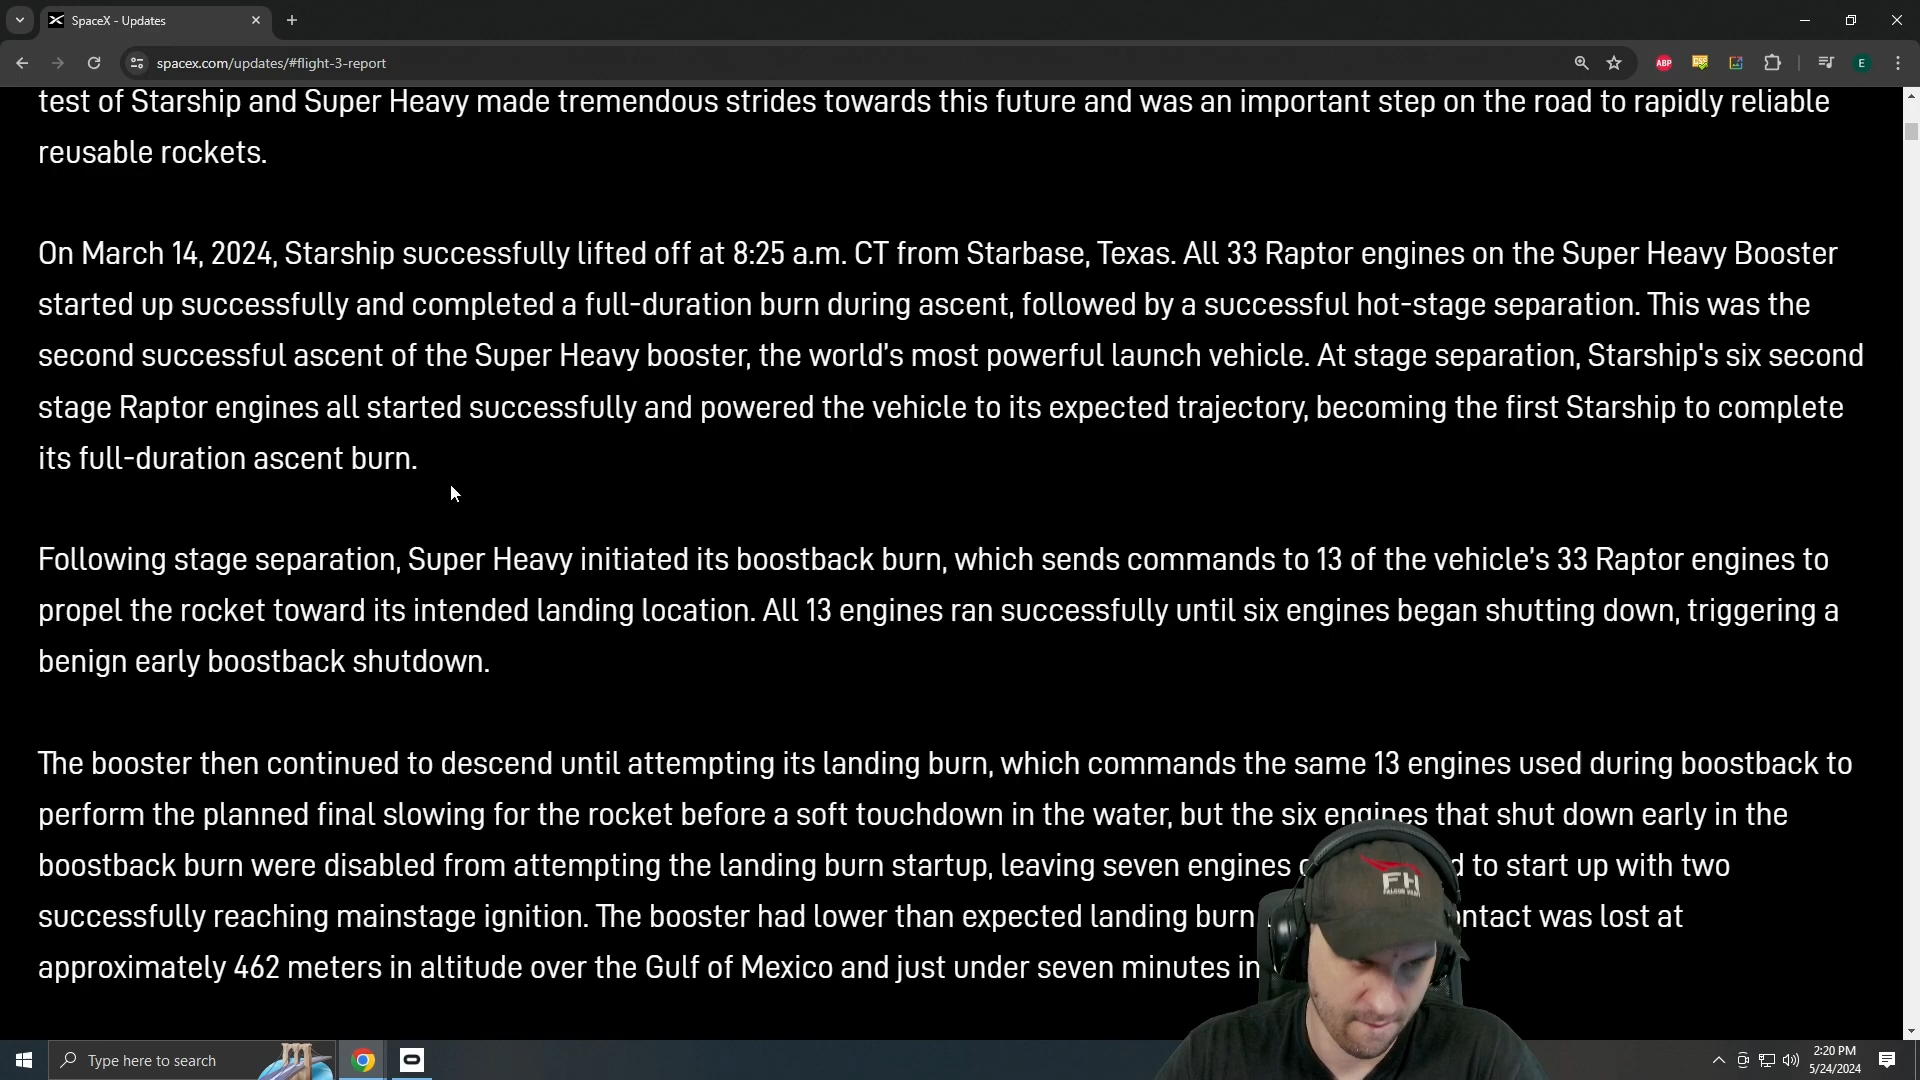 SpaceX - Updates
spacex.com/updates/#flight-3-report
ABP
E
test of Starship and Super Heavy made tremendous strides towards this future and was an important step on the road to rapidly reliable
reusable rockets.
On March 14, 2024, Starship successfully lifted off at 8:25 a.m. CT from Starbase, Texas. All 33 Raptor engines on the Super Heavy Booster
started up successfully and completed a full-duration burn during ascent, followed by a successful hot-stage separation. This was the
second successful ascent of the Super Heavy booster, the world's most powerful launch vehicle. At stage separation, Starship's six second
stage Raptor engines all started successfully and powered the vehicle to its expected trajectory, becoming the first Starship to complete
its full-duration ascent burn.
Following stage separation, Super Heavy initiated its boostback burn, which sends commands to 13 of the vehicle's 33 Raptor engines to
propel the rocket toward its intended landing location. All 13 engines ran successfully until six engines began shutting down, triggering a
benign early boostback shutdown.
The booster then continued to descend until attempting its landing burn, which commands the same 13 engines used during boostback to
perform the planned final slowing for the rocket before a soft touchdown in the water, but the six engines that shut down early in the
boostback burn were disabled from attempting the landing burn startup, leaving seven engines to start up with two
successfully reaching mainstage ignition. The booster had lower than expected landing burn was lost at
approximately 462 meters in altitude over the Gulf of Mexico and just under seven minutes in
FH
Type here to search
2:20 PM
5/24/2024